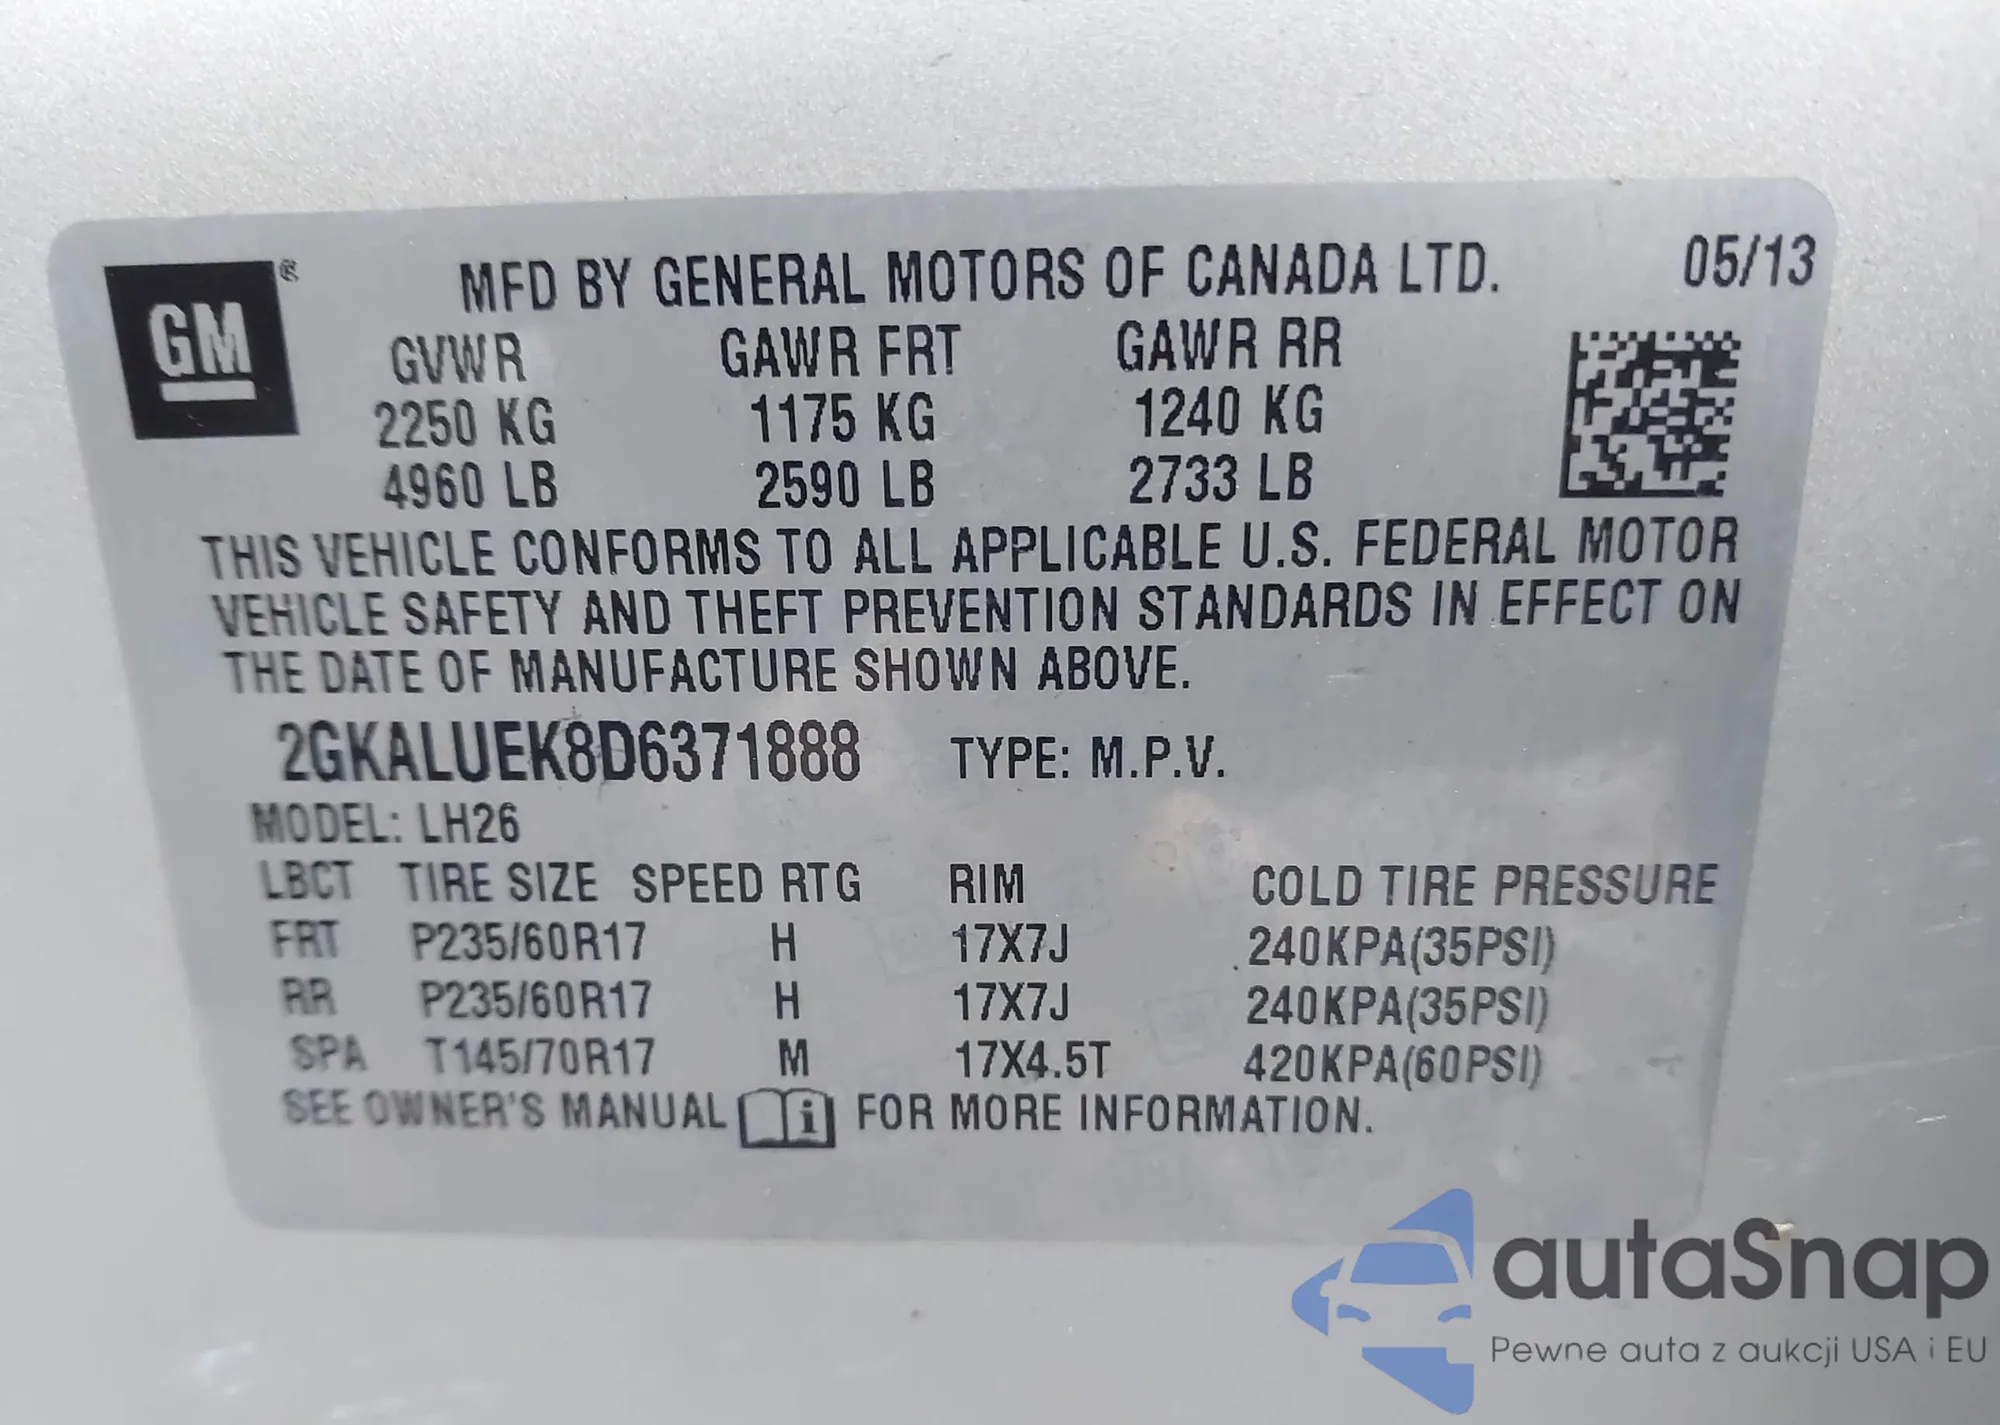 GM ®
MFD BY GENERAL MOTORS OF CANADA LTD. 05/13
GVWR GAWR FRT GAWR RR
2250 KG 1175 KG 1240 KG
4960 LB 2590 LB 2733 LB
THIS VEHICLE CONFORMS TO ALL APPLICABLE U.S. FEDERAL MOTOR
VEHICLE SAFETY AND THEFT PREVENTION STANDARDS IN EFFECT ON
THE DATE OF MANUFACTURE SHOWN ABOVE.
2GKALUEK8D6371888 TYPE: M.P.V.
MODEL: LH26
LBCT TIRE SIZE SPEED RTG RIM COLD TIRE PRESSURE
FRT P235/60R17 H 17X7J 240KPA(35PSI)
RR P235/60R17 H 17X7J 240KPA(35PSI)
SPA T145/70R17 M 17X4.5T 420KPA(60PSI)
SEE OWNER'S MANUAL i FOR MORE INFORMATION.
autaSnap
Pewne auta z aukcji USA i EU